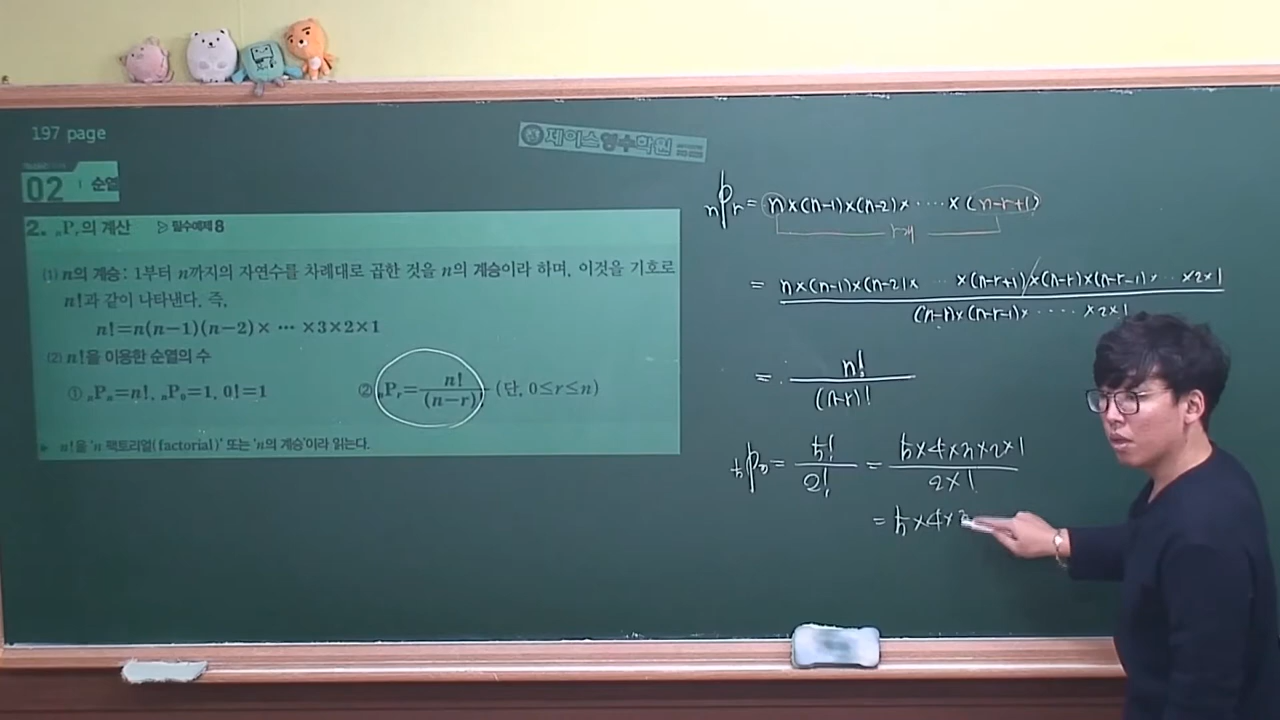 197 page
제이스영수학원
02 순열
2. ₙPᵣ의 계산 ▷ 필수예제 8
(1) n의 계승: 1부터 n까지의 자연수를 차례대로 곱한 것을 n의 계승이라 하며, 이것을 기호로
n!과 같이 나타낸다. 즉,
n!=n(n−1)(n−2)× ⋯ ×3×2×1
(2) n!을 이용한 순열의 수
① ₙPₙ=n!, ₙP₀=1, 0!=1 ② ₙPᵣ=n!/(n−r)! (단, 0≤r≤n)
n!을 'n 팩토리얼(factorial)' 또는 'n의 계승'이라 읽는다.
ₙPᵣ=n×(n−1)×(n−2)×⋯⋯×(n−r+1)
r개
= n×(n−1)×(n−2)×⋯×(n−r+1)×(n−r)×(n−r−1)×⋯×2×1
(n−r)×(n−r−1)×⋯⋯×2×1
= n!/(n−r)!
₅P₃= 5!/2! = 5×4×3×2×1/2×1
= 5×4×3